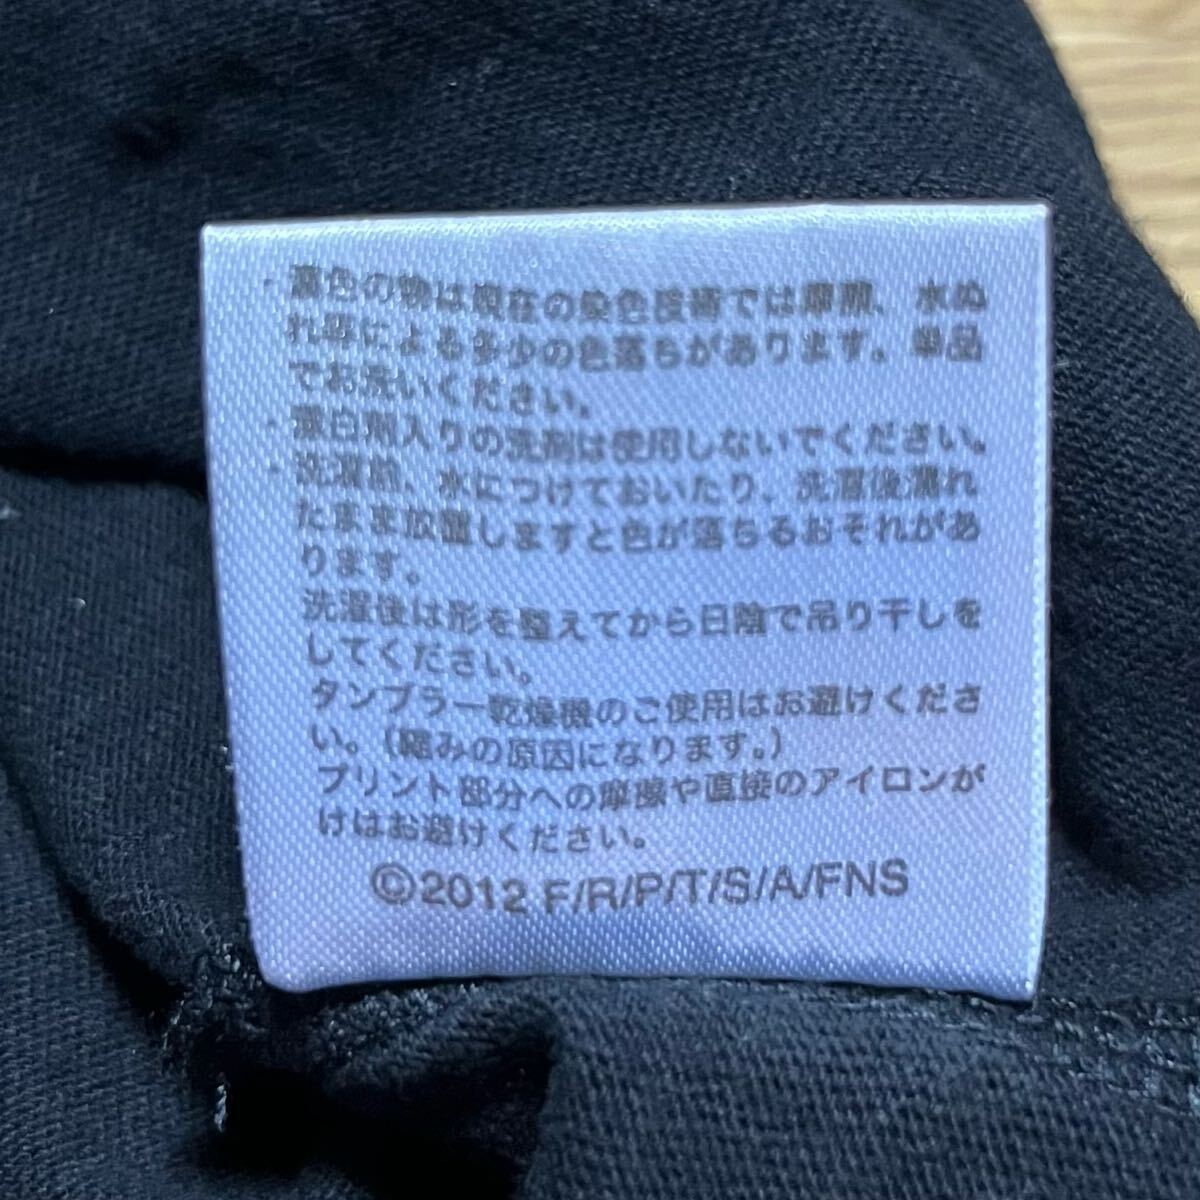 ・濃色の物は現在の染色技術では摩擦、水ぬ
れ等による多少の色落ちがあります。単品
でお洗いください。
・漂白剤入りの洗剤は使用しないでください。
・洗濯前、水につけておいたり、洗濯後濡れ
たまま放置しますと色が落ちるおそれがあ
ります。
洗濯後は形を整えてから日陰で吊り干しを
してください。
タンブラー乾燥機のご使用はお避けくださ
い。（縮みの原因になります。）
プリント部分への摩擦や直接のアイロンが
けはお避けください。
©2012 F/R/P/T/S/A/FNS